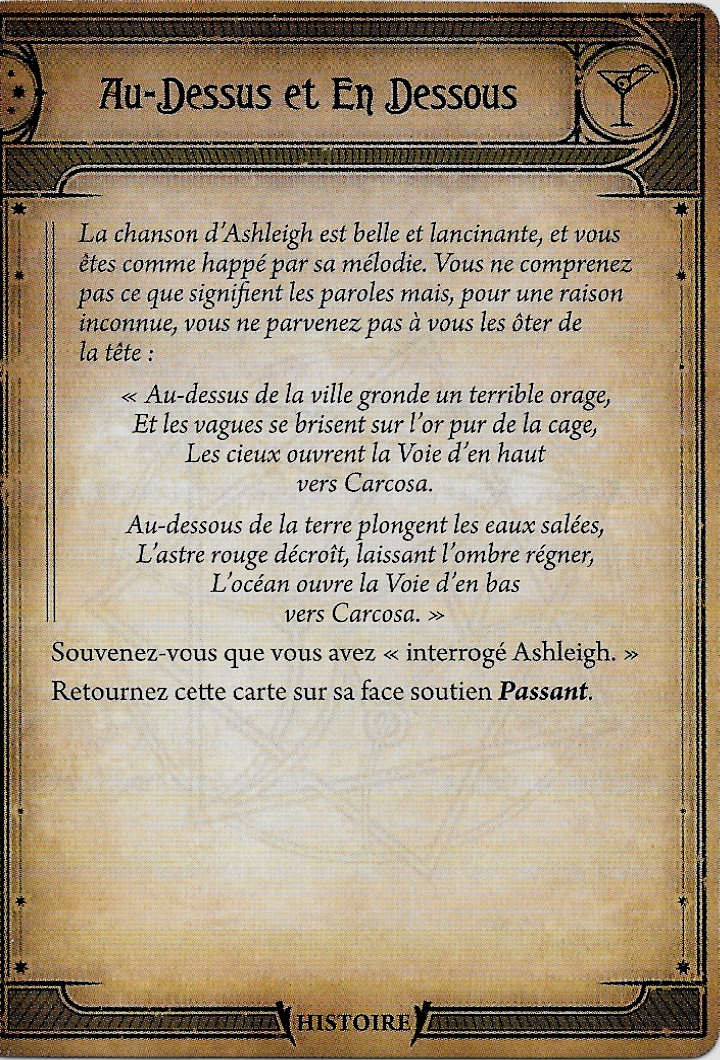 Au-Dessus et En Dessous
La chanson d'Ashleigh est belle et lancinante, et vous
êtes comme happé par sa mélodie. Vous ne comprenez
pas ce que signifient les paroles mais, pour une raison
inconnue, vous ne parvenez pas à vous les ôter de
la tête :
« Au-dessus de la ville gronde un terrible orage,
Et les vagues se brisent sur l'or pur de la cage,
Les cieux ouvrent la Voie d'en haut
vers Carcosa.
Au-dessous de la terre plongent les eaux salées,
L'astre rouge décroît, laissant l'ombre régner,
L'océan ouvre la Voie d'en bas
vers Carcosa. »
Souvenez-vous que vous avez « interrogé Ashleigh. »
Retournez cette carte sur sa face soutien Passant.
HISTOIRE